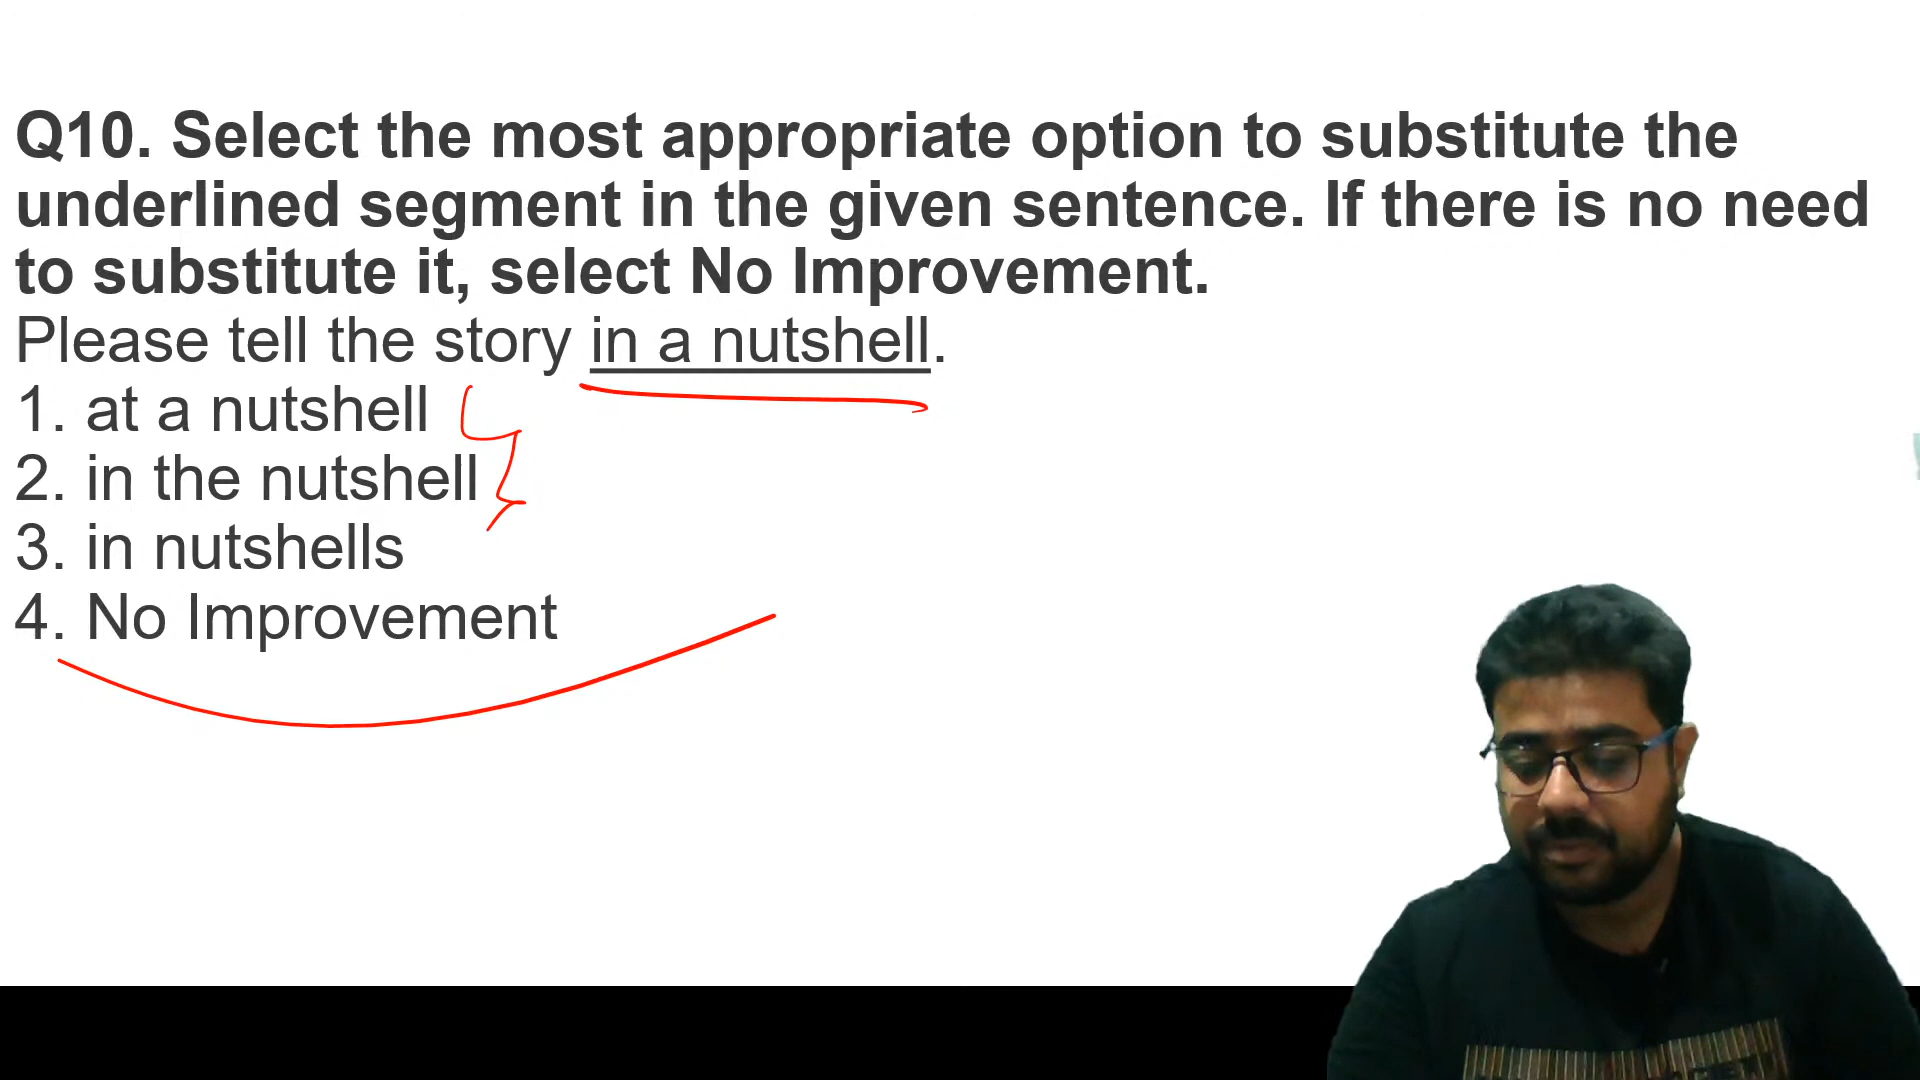 Q10. Select the most appropriate option to substitute the
underlined segment in the given sentence. If there is no need
to substitute it, select No Improvement.
Please tell the story in a nutshell.
1. at a nutshell
2. in the nutshell
3. in nutshells
4. No Improvement